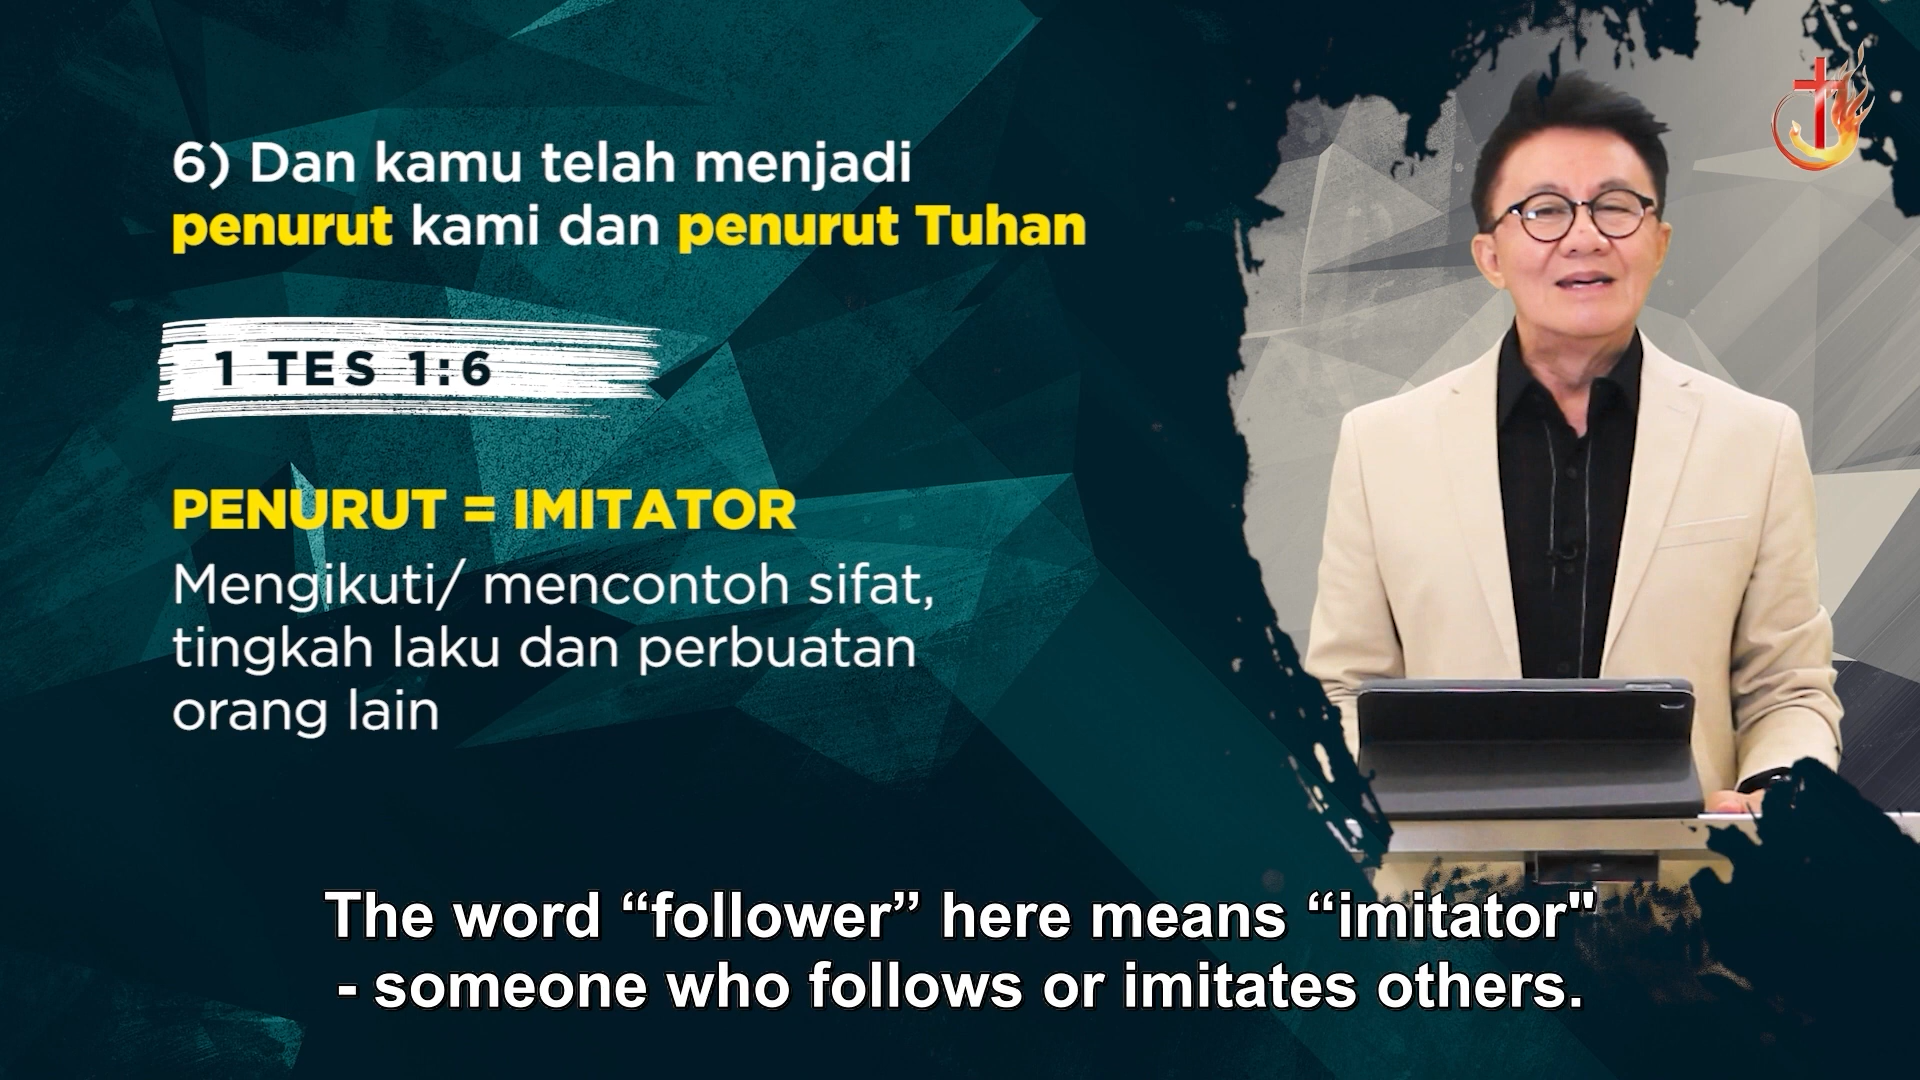 6) Dan kamu telah menjadi
penurut kami dan penurut Tuhan
1 TES 1:6
PENURUT = IMITATOR
Mengikuti/ mencontoh sifat,
tingkah laku dan perbuatan
orang lain
The word “follower” here means “imitator"
- someone who follows or imitates others.